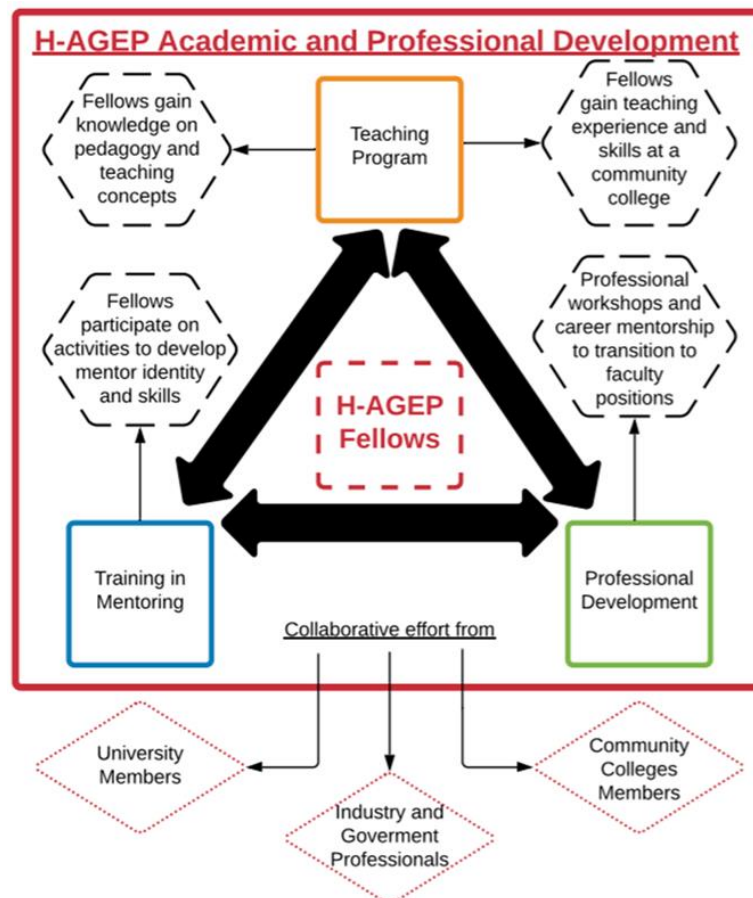 H-AGEP Academic and Professional Development
Fellows gain
knowledge on
pedagogy and
teaching
concepts
Teaching
Program
Fellows
gain teaching
experience and
skills at a
community
college
Fellows
participate on
activities to develop
mentor identity
and skills
Professional
workshops and
career mentorship
to transition to
faculty
positions
H-AGEP
Fellows
Training in
Mentoring
Professional
Development
Collaborative effort from
University
Members
Industry and
Goverment
Professionals
Community
Colleges
Members